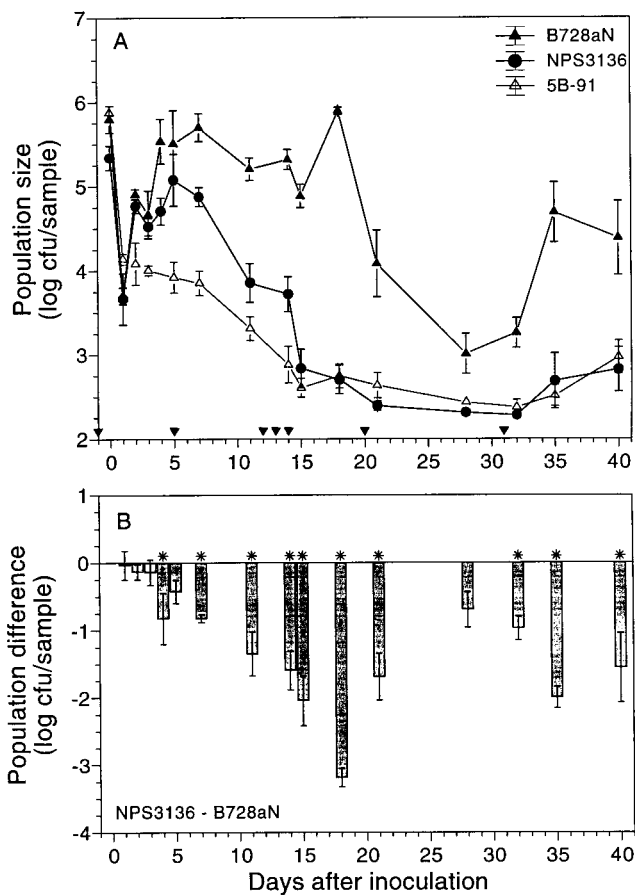 7
A
B728aN
NPS3136
5B-91
6
5
4
3
2
Population size
(log cfu/sample)
0 5 10 15 20 25 30 35 40
1
B
0
-1
-2
-3
-4
* * * * * * * * * *
Population difference
(log cfu/sample)
NPS3136 - B728aN
0 5 10 15 20 25 30 35 40
Days after inoculation